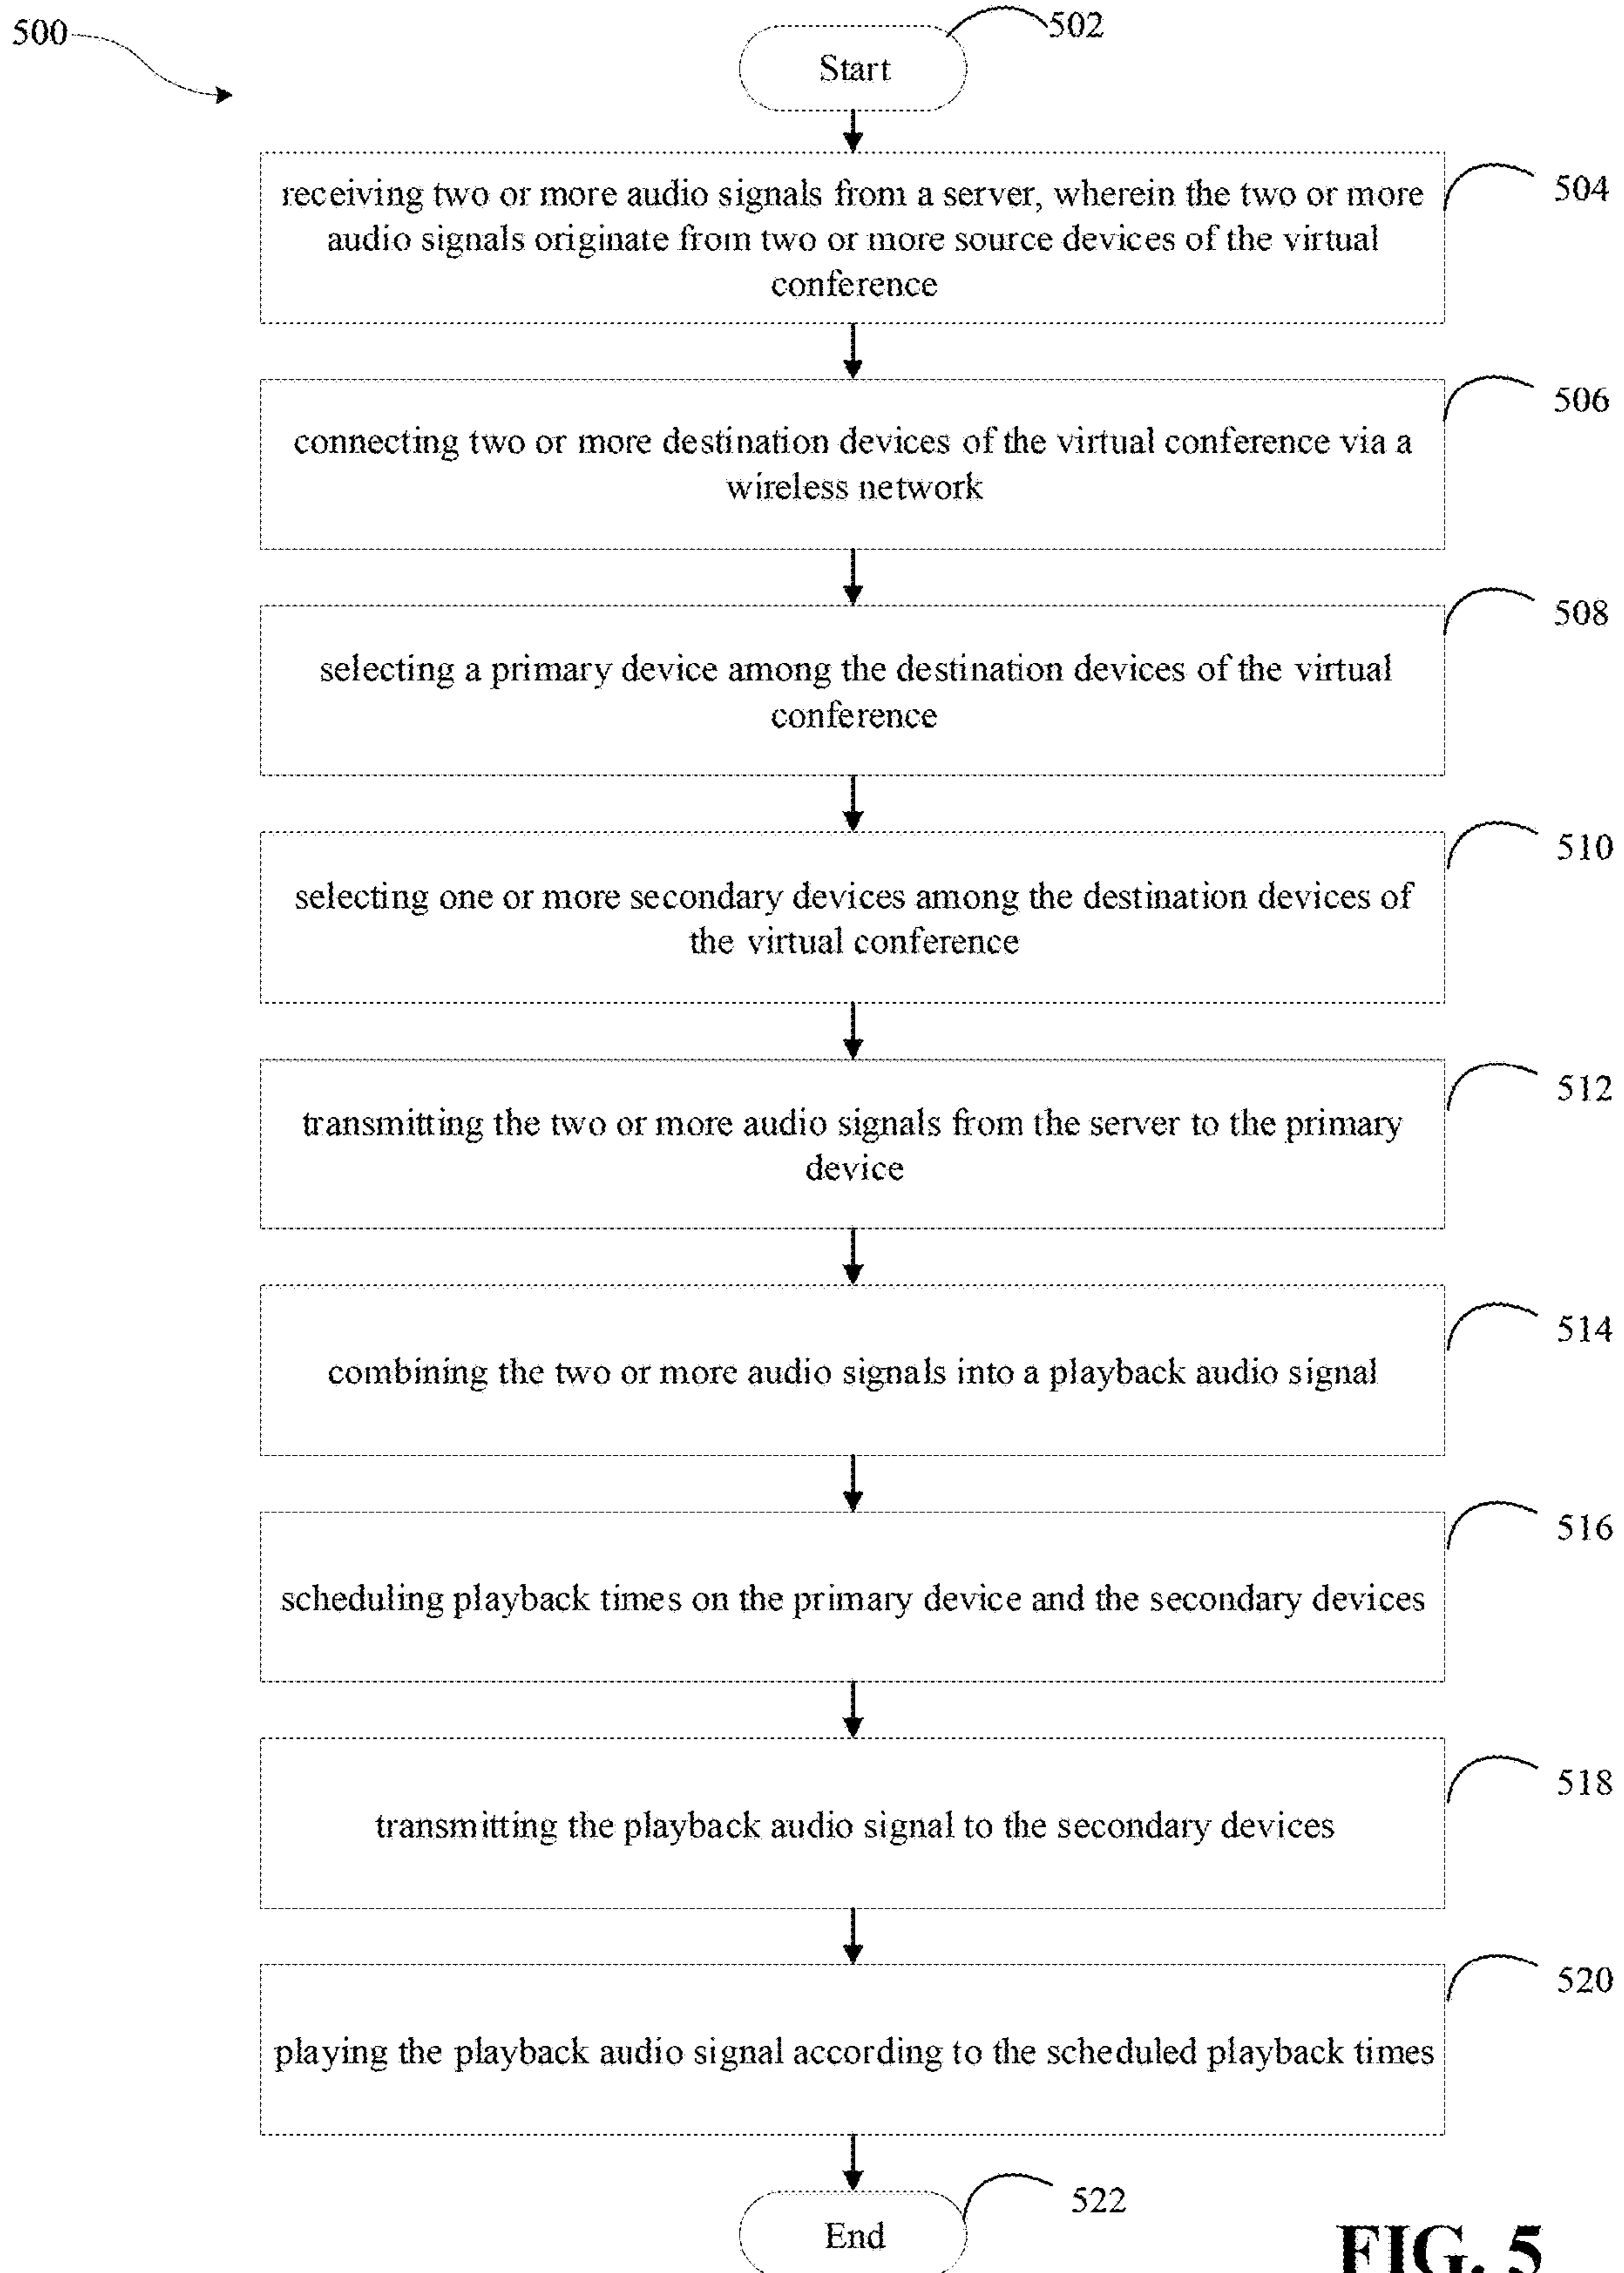 500
502
Start
504
receiving two or more audio signals from a server, wherein the two or more
audio signals originate from two or more source devices of the virtual
conference
506
connecting two or more destination devices of the virtual conference via a
wireless network
508
selecting a primary device among the destination devices of the virtual
conference
510
selecting one or more secondary devices among the destination devices of
the virtual conference
512
transmitting the two or more audio signals from the server to the primary
device
514
combining the two or more audio signals into a playback audio signal
516
scheduling playback times on the primary device and the secondary devices
518
transmitting the playback audio signal to the secondary devices
520
playing the playback audio signal according to the scheduled playback times
522
End
FIG. 5